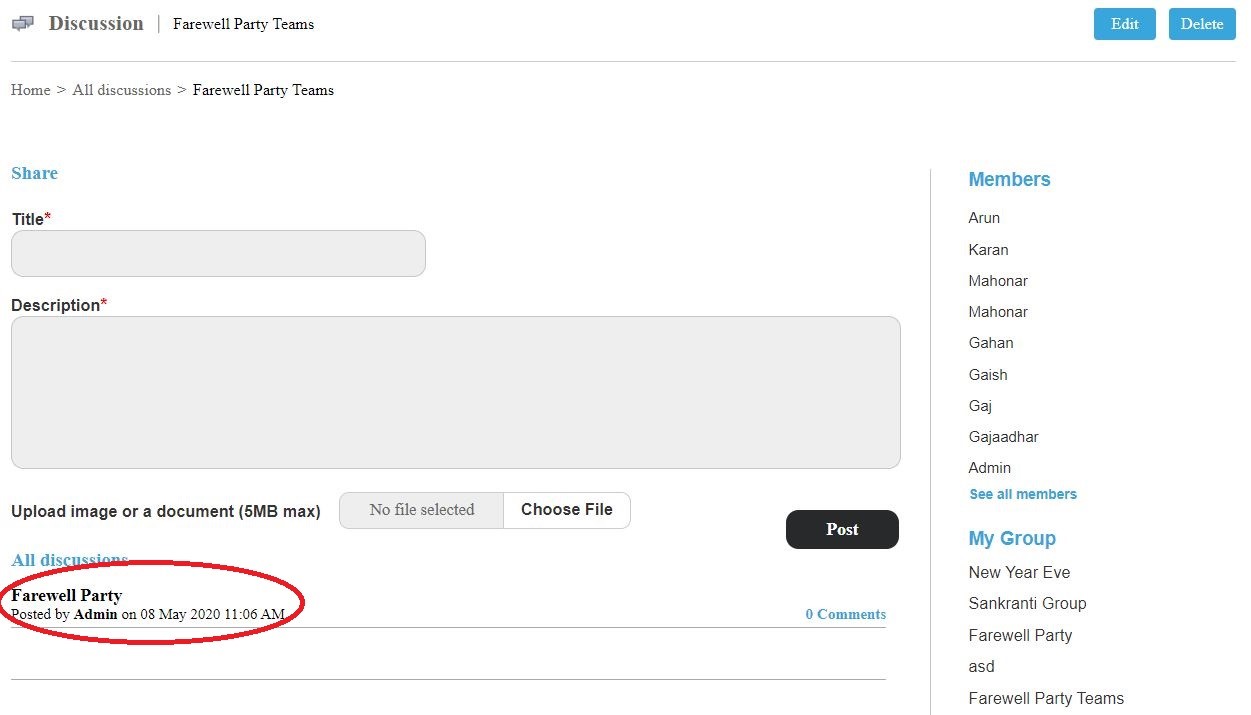 Discussion | Farewell Party Teams
Edit
Delete
Home > All discussions > Farewell Party Teams
Share
Title*
Description*
Upload image or a document (5MB max)
No file selected
Choose File
Post
All discussions
Farewell Party
Posted by Admin on 08 May 2020 11:06 AM
0 Comments
Members
Arun
Karan
Mahonar
Mahonar
Gahan
Gaish
Gaj
Gajaadhar
Admin
See all members
My Group
New Year Eve
Sankranti Group
Farewell Party
asd
Farewell Party Teams